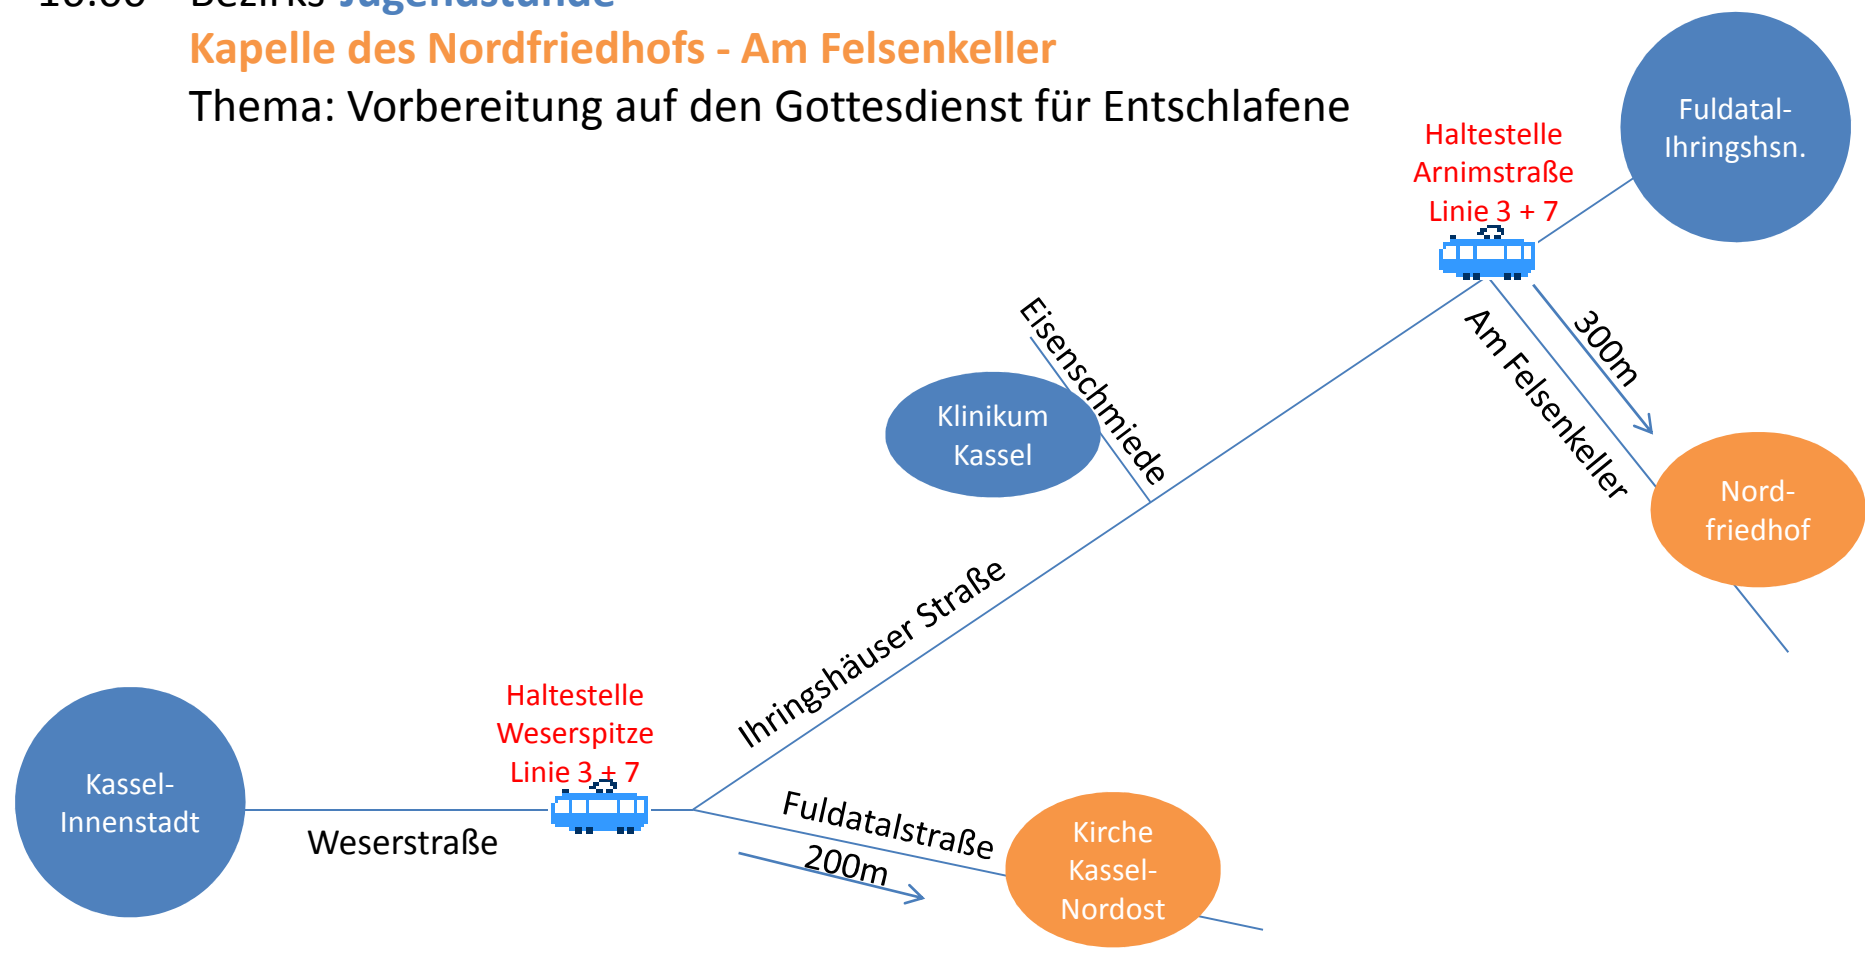 Bezirks-Jugendstunde
Kapelle des Nordfriedhofs - Am Felsenkeller
Thema: Vorbereitung auf den Gottesdienst für Entschlafene
Fuldatal-
Ihringshsn.
Haltestelle
Arnimstraße
Linie 3 + 7
Eisenschmiede
Am Felsenkeller
300m
Klinikum
Kassel
Nord-
friedhof
Ihringshäuser Straße
Haltestelle
Weserspitze
Linie 3 + 7
Kassel-
Innenstadt
Weserstraße
Fuldatalstraße
200m
Kirche
Kassel-
Nordost